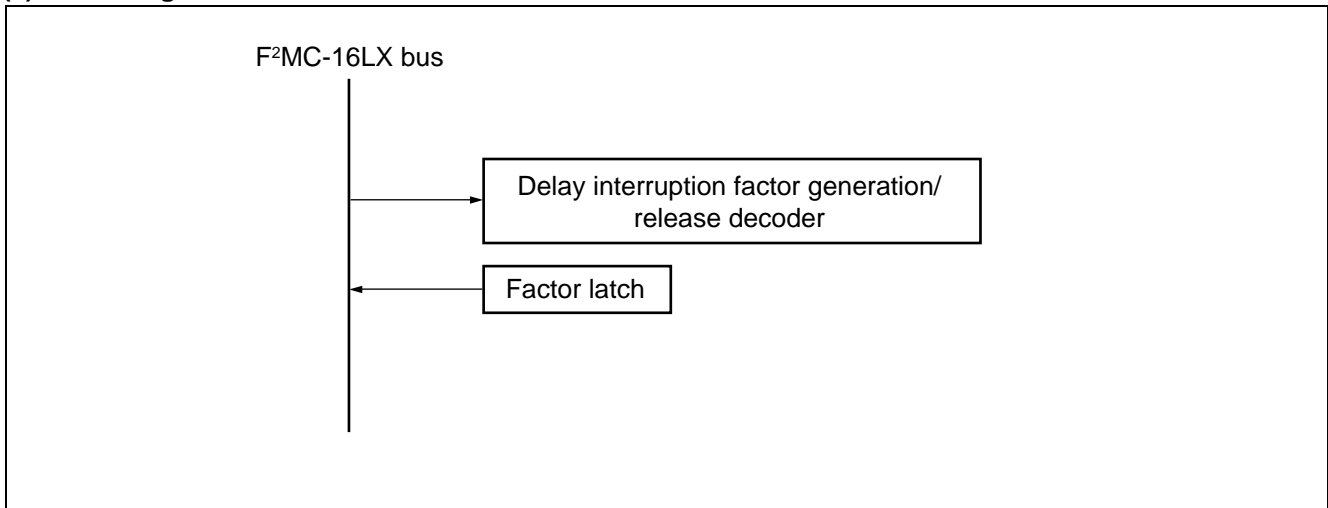 F²MC-16LX bus
Delay interruption factor generation/
release decoder
Factor latch